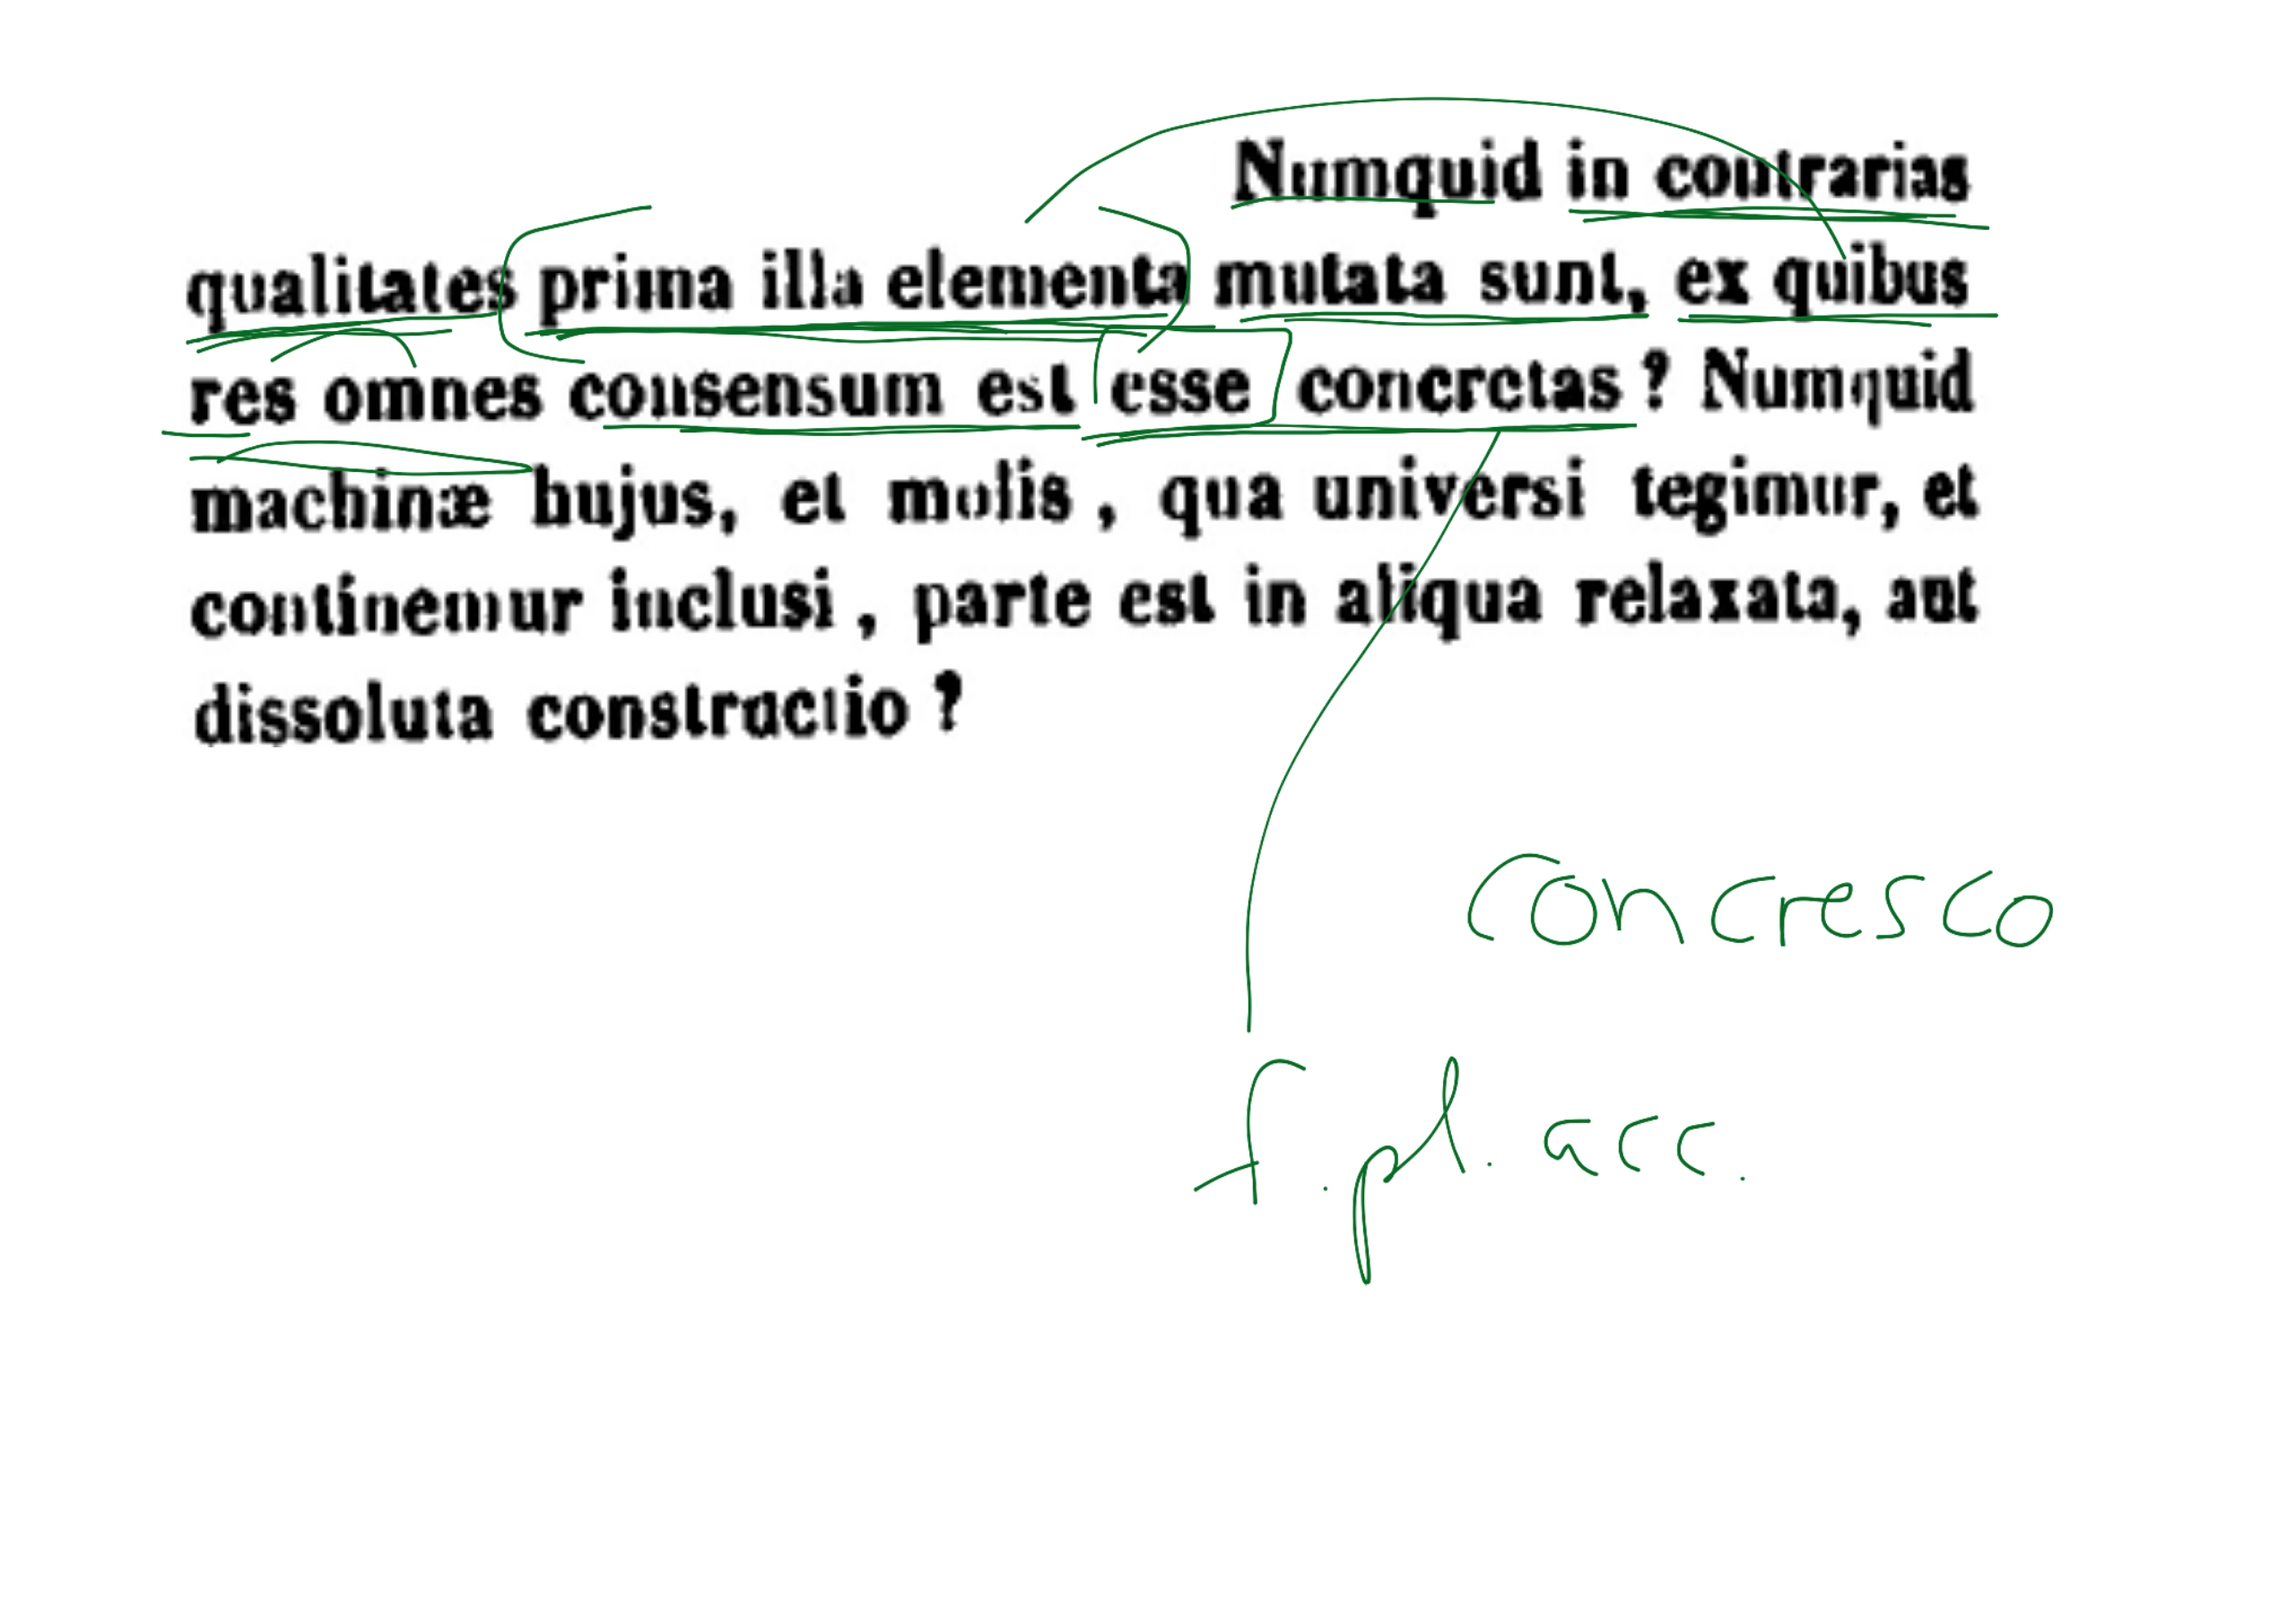 Numquid in contrarias
qualitates prima illa elementa mutata sunt, ex quibus
res omnes consensum est esse concretas ? Numquid
machinæ hujus, et molis , qua universi tegimur, et
continemur inclusi , parte est in aliqua relaxata, aut
dissoluta constructio ?
concresco
f. pl. acc.